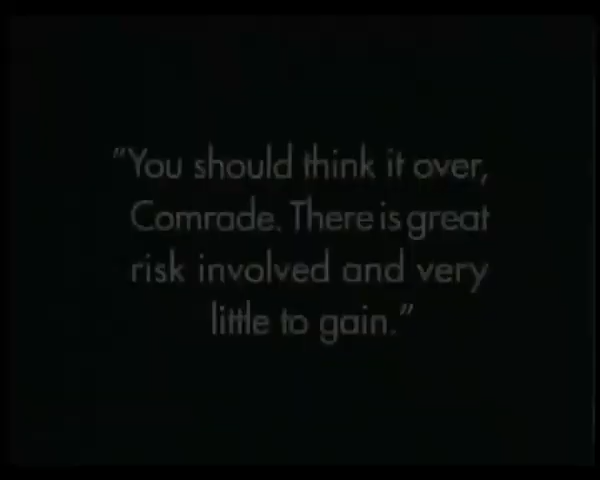 "You should think it over,
Comrade. There is great
risk involved and very
little to gain."